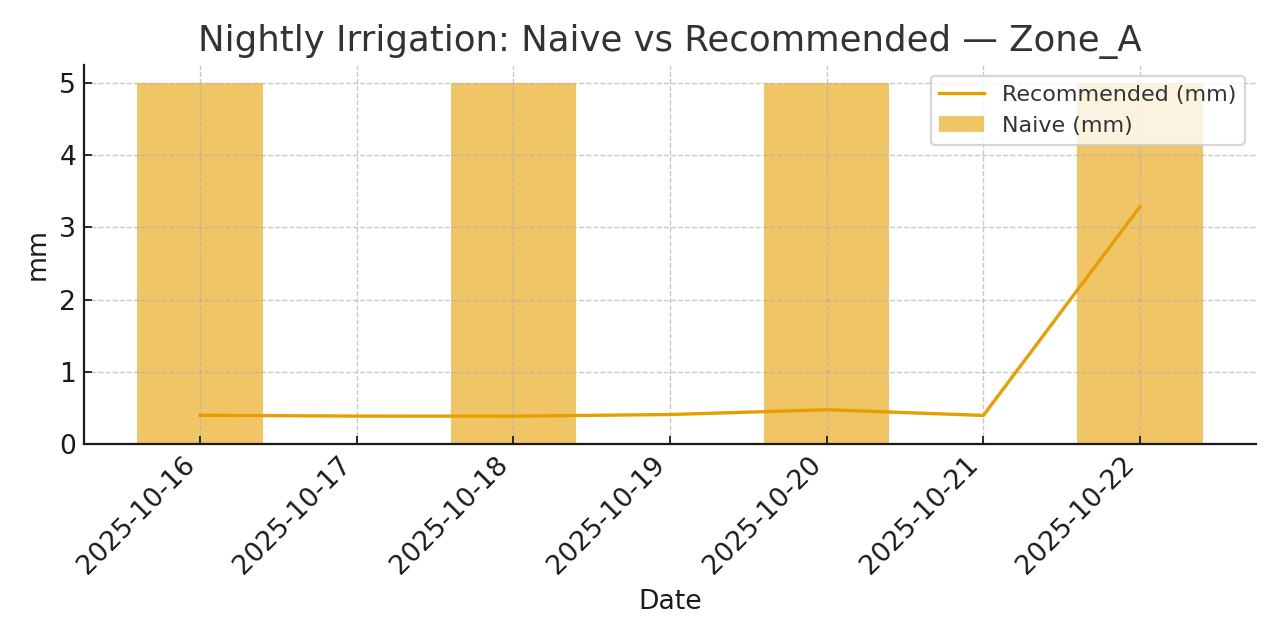 Nightly Irrigation: Naive vs Recommended — Zone_A
Recommended (mm)
Naive (mm)
mm
5
4
3
2
1
0
2025-10-16
2025-10-17
2025-10-18
2025-10-19
2025-10-20
2025-10-21
2025-10-22
Date